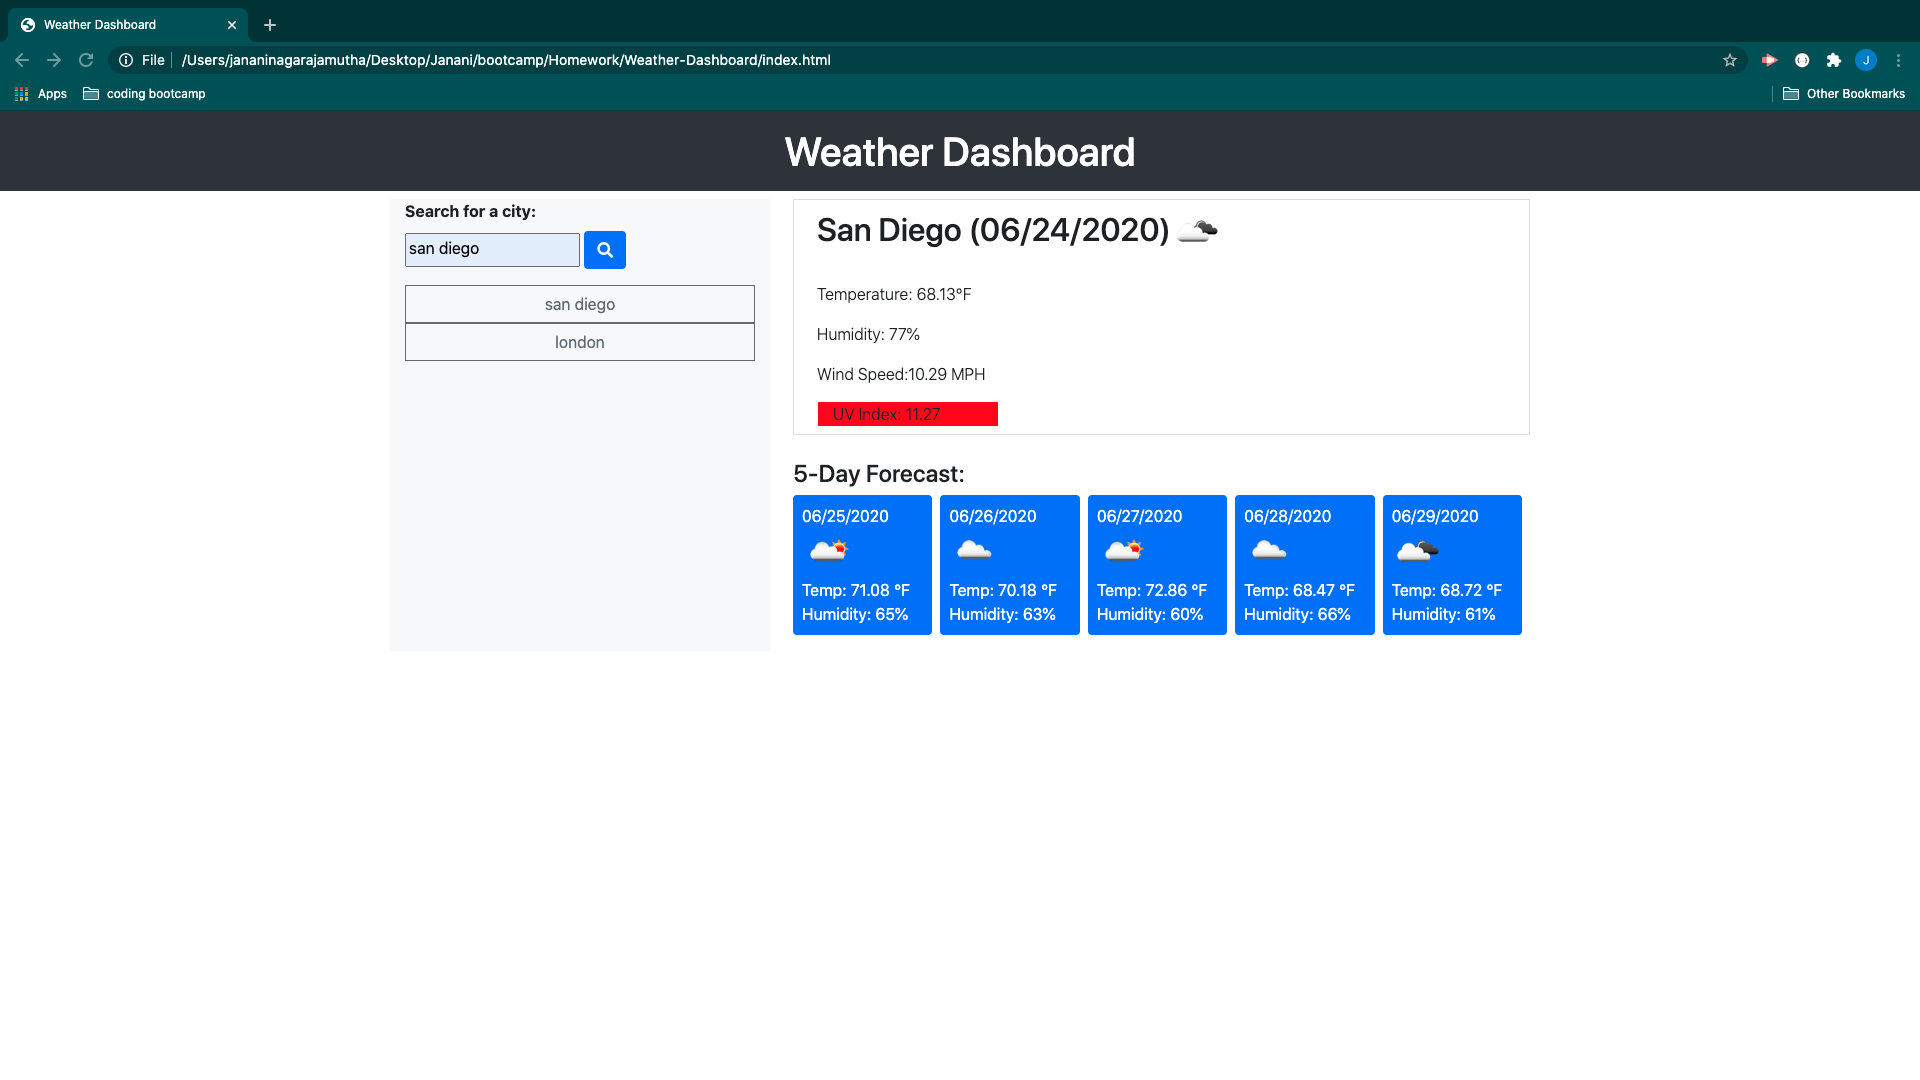 Weather Dashboard
File /Users/jananinagarajamutha/Desktop/Janani/bootcamp/Homework/Weather-Dashboard/index.html J
Apps coding bootcamp Other Bookmarks
Weather Dashboard
Search for a city:
san diego
san diego
london
San Diego (06/24/2020)
Temperature: 68.13°F
Humidity: 77%
Wind Speed:10.29 MPH
UV Index: 11.27
5-Day Forecast:
06/25/2020
Temp: 71.08 °F
Humidity: 65%
06/26/2020
Temp: 70.18 °F
Humidity: 63%
06/27/2020
Temp: 72.86 °F
Humidity: 60%
06/28/2020
Temp: 68.47 °F
Humidity: 66%
06/29/2020
Temp: 68.72 °F
Humidity: 61%